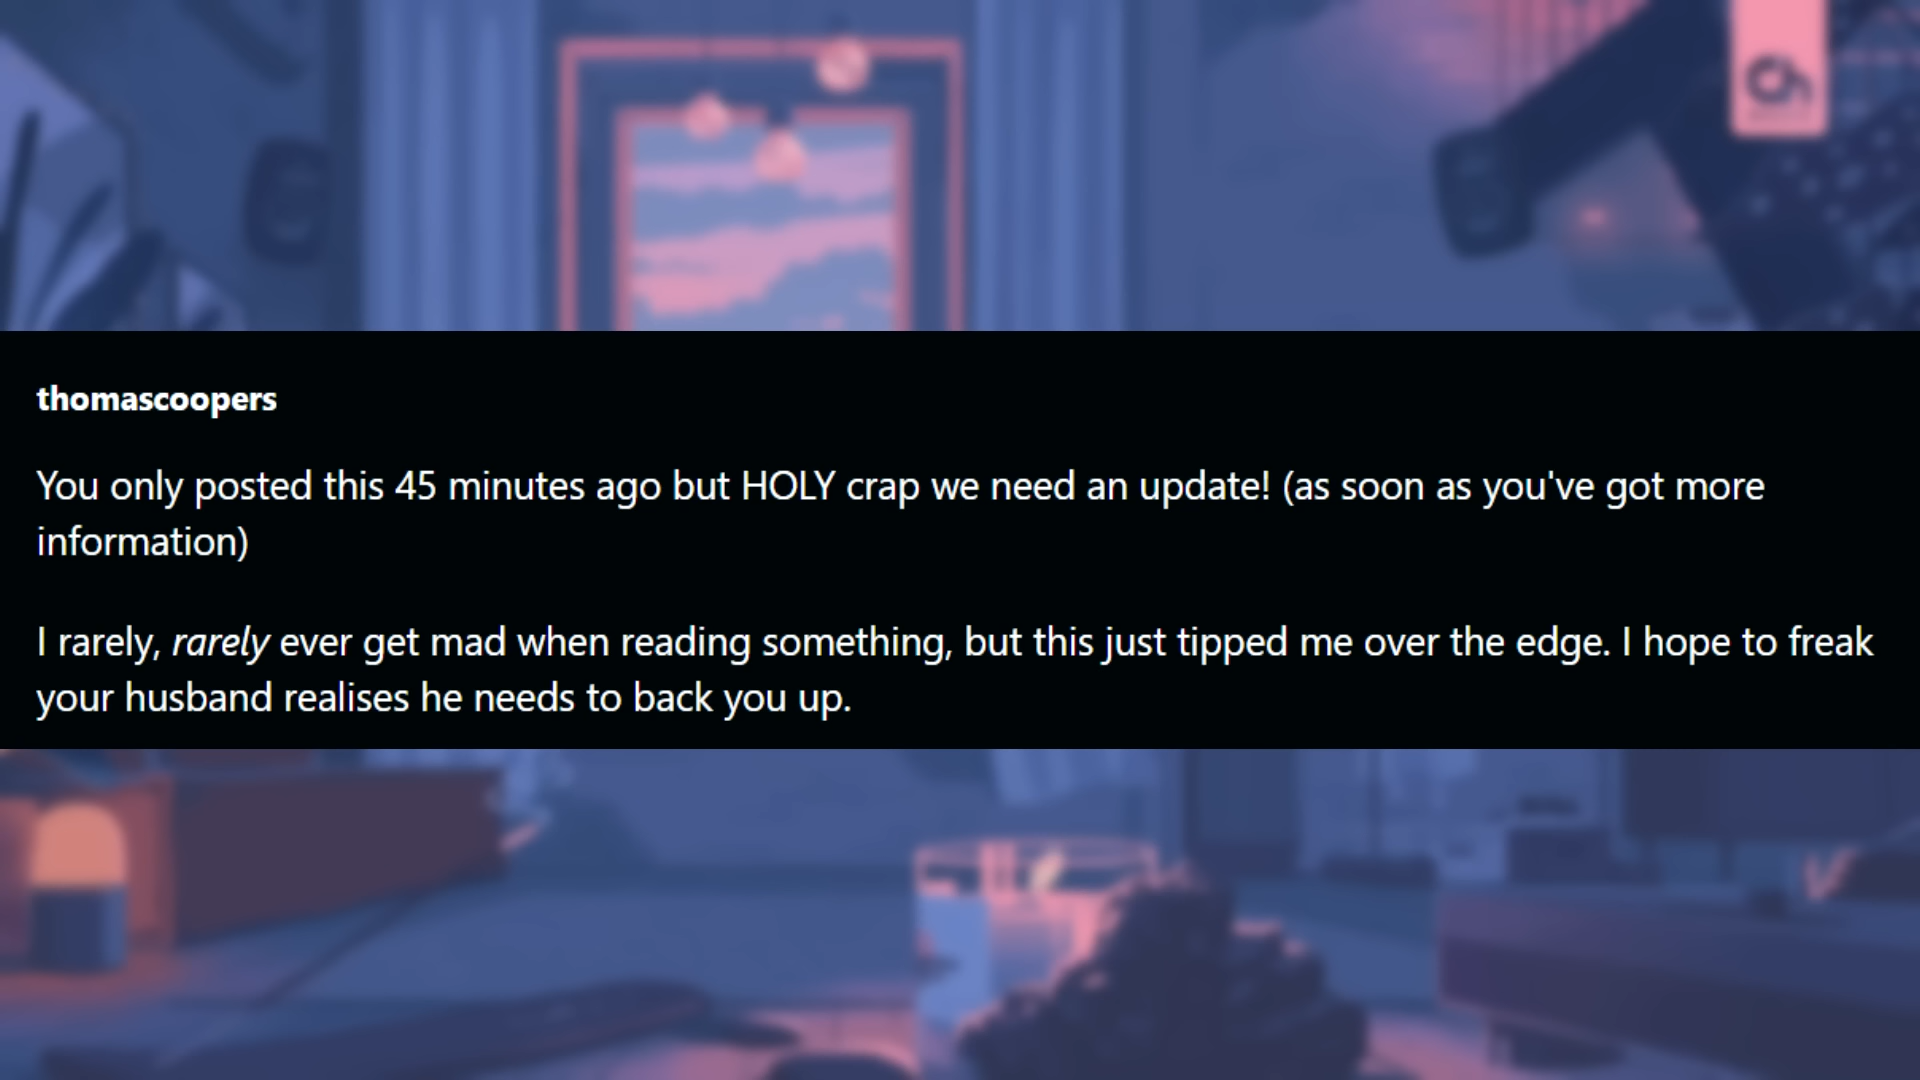 thomascoopers
You only posted this 45 minutes ago but HOLY crap we need an update! (as soon as you've got more
information)
I rarely, rarely ever get mad when reading something, but this just tipped me over the edge. I hope to freak
your husband realises he needs to back you up.